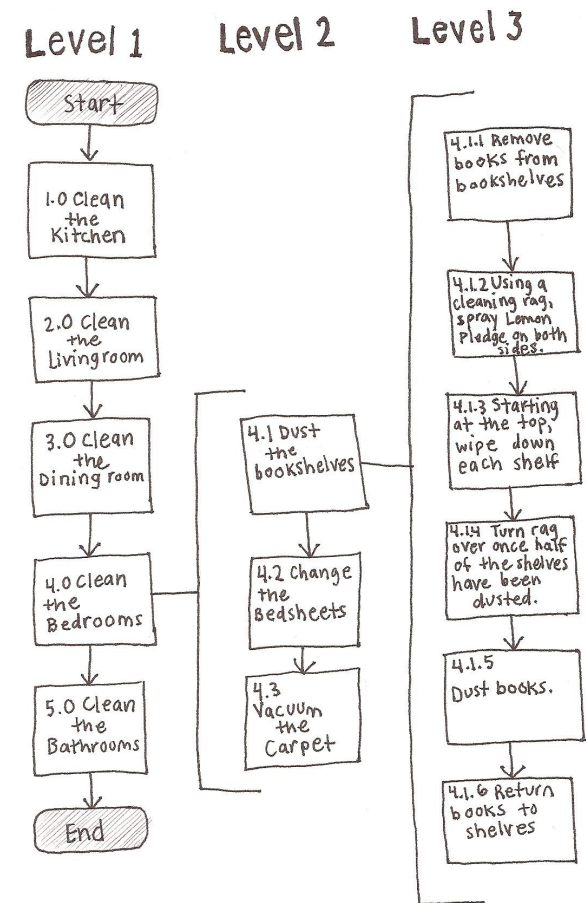 Level 1
Level 2
Level 3
Start
1.0 Clean
the
Kitchen
2.0 Clean
the
Livingroom
3.0 Clean
the
Dining room
4.0 Clean
the
Bedrooms
5.0 Clean
the
Bathrooms
End
4.1 Dust
the
bookshelves
4.2 Change
the
Bedsheets
4.3
Vacuum
the
Carpet
4.1.1 Remove
books from
bookshelves
4.1.2 Using a
cleaning rag,
spray Lemon
Pledge on both
sides.
4.1.3 Starting
at the top,
wipe down
each shelf
4.1.4 Turn rag
over once half
of the shelves
have been
dusted.
4.1.5
Dust books.
4.1.6 Return
books to
shelves